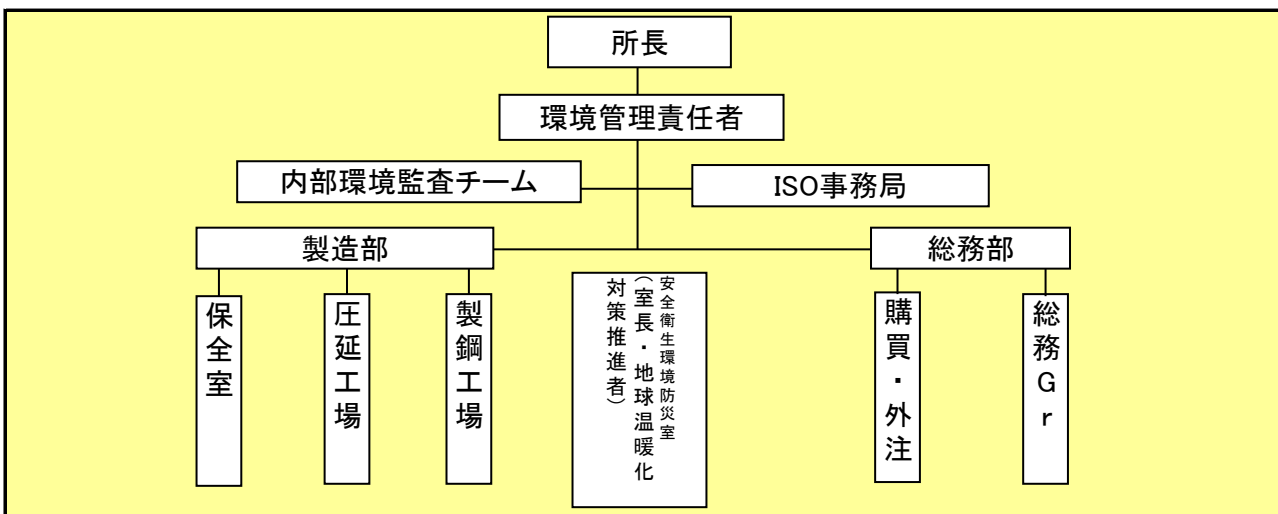 所長
環境管理責任者
内部環境監査チーム
ISO事務局
製造部
総務部
保全室
圧延工場
製鋼工場
安全衛生環境防災室
(室長・地球温暖化
対策推進者)
購買・外注
総務Gr